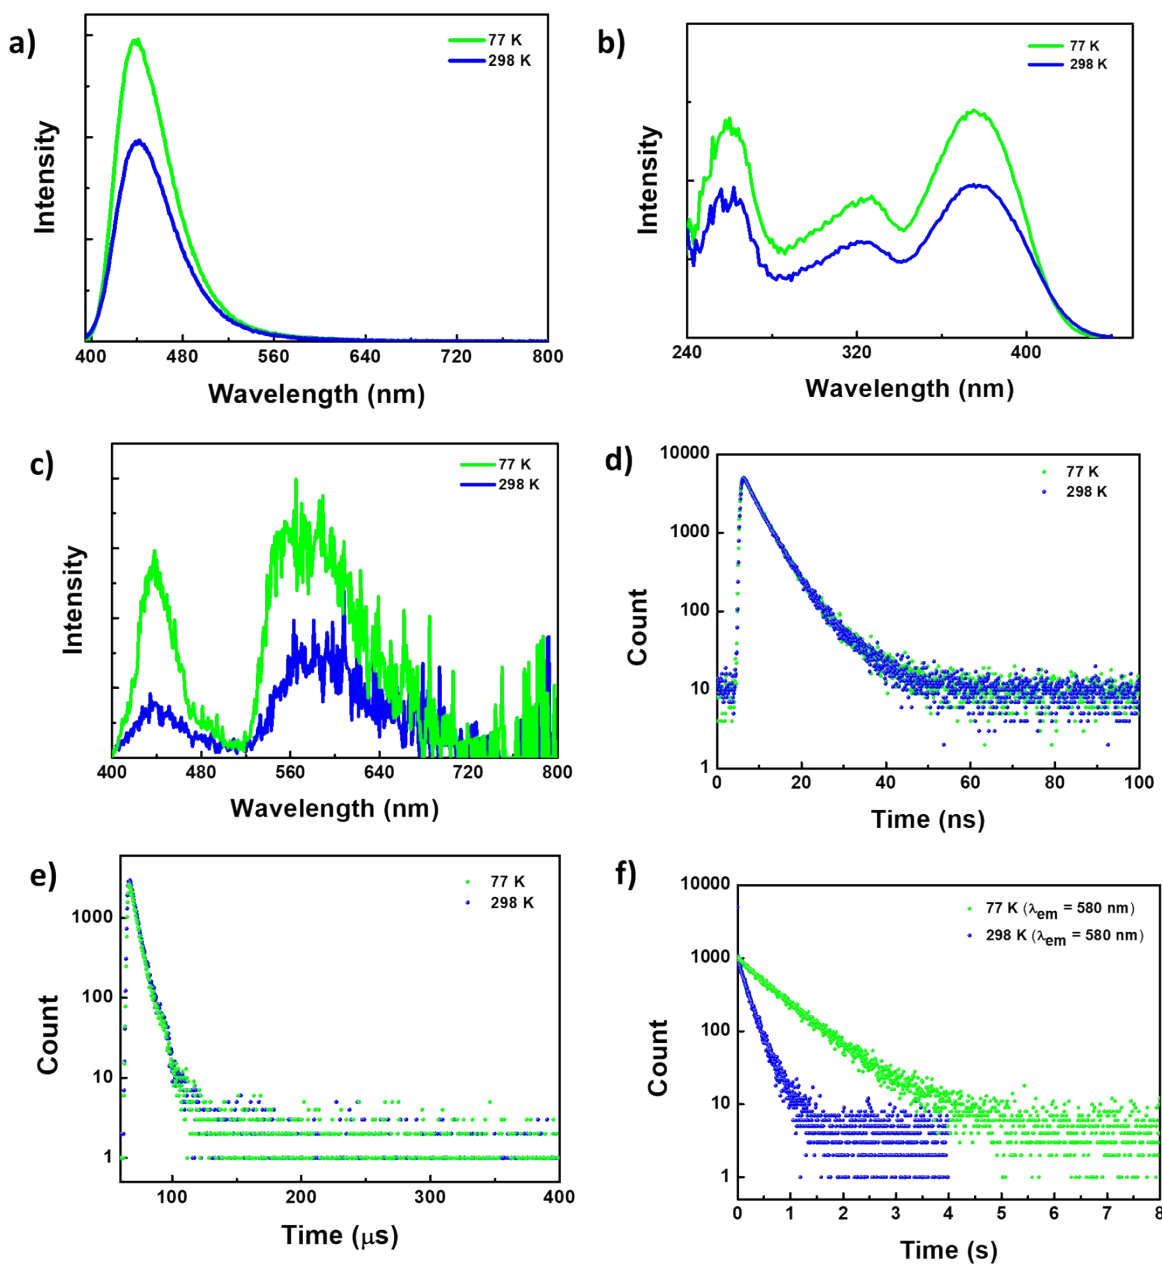 a)
77 K
298 K
Intensity
400 480 560 640 720 800
Wavelength (nm)
b)
77 K
298 K
Intensity
240 320 400
Wavelength (nm)
c)
77 K
298 K
Intensity
400 480 560 640 720 800
Wavelength (nm)
d)
77 K
298 K
Count
10000
1000
100
10
1
0 20 40 60 80 100
Time (ns)
e)
77 K
298 K
Count
1000
100
10
1
100 200 300 400
Time (μs)
f)
77 K (λem = 580 nm)
298 K (λem = 580 nm)
Count
10000
1000
100
10
1
0 1 2 3 4 5 6 7 8
Time (s)